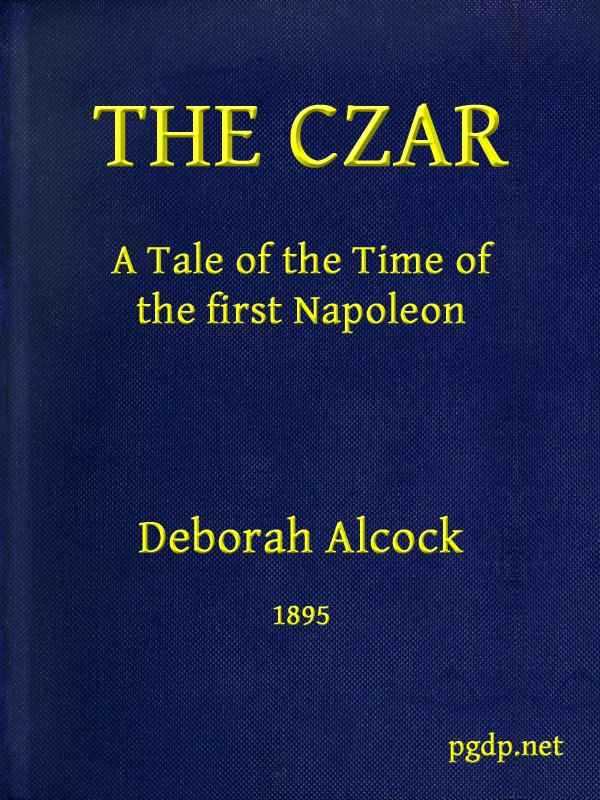 THE CZAR
A Tale of the Time of
the first Napoleon
Deborah Alcock
1895
pgdp.net